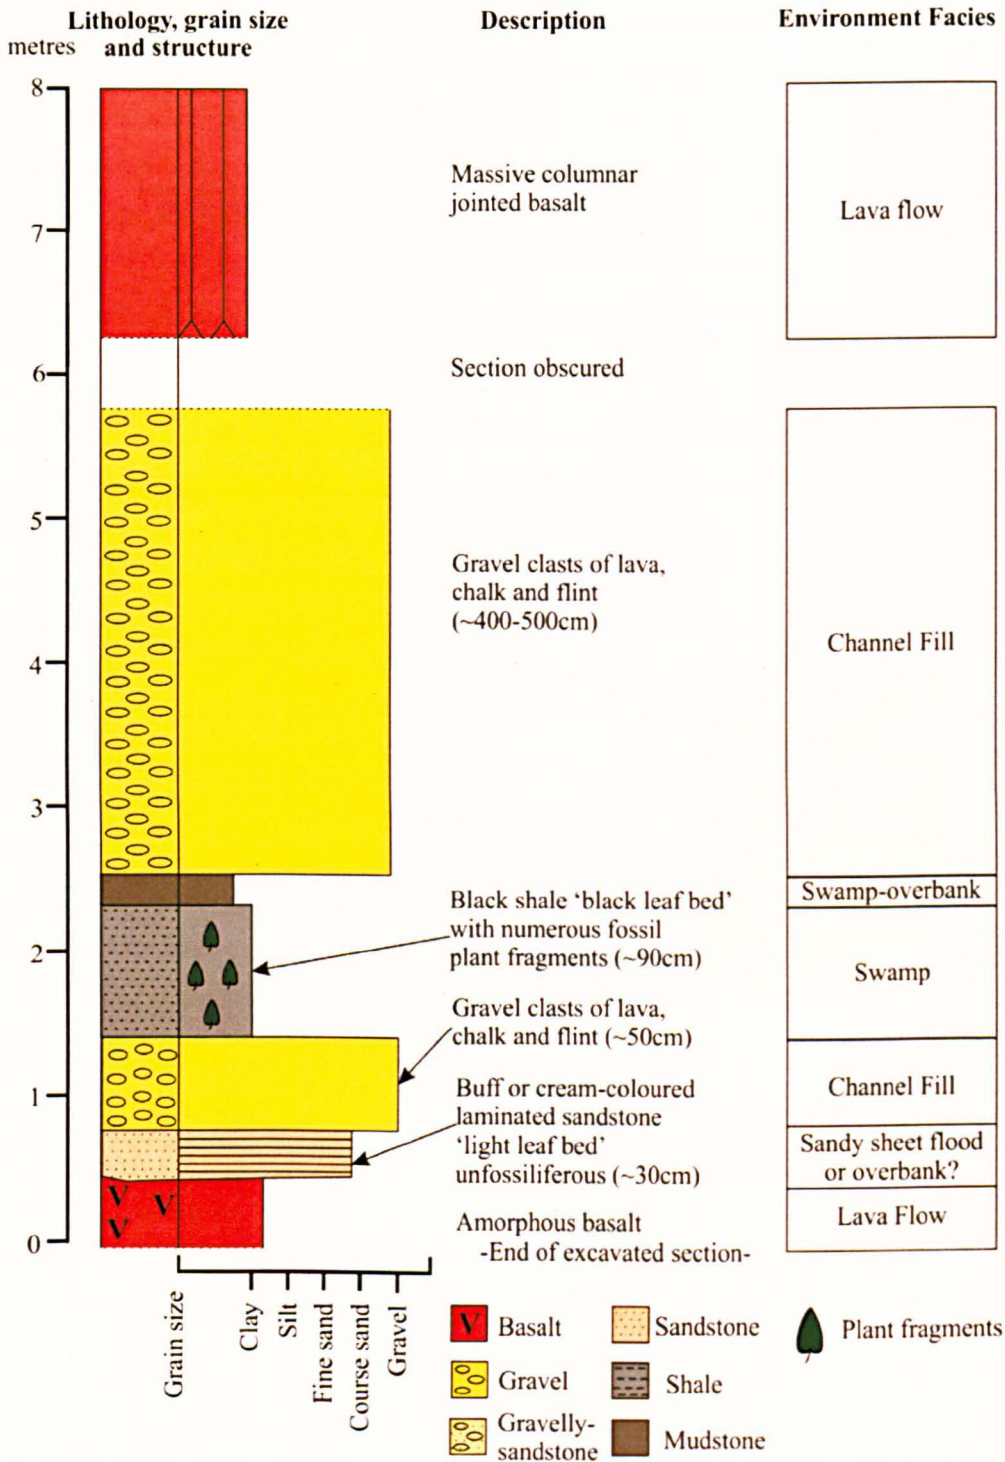 Lithology, grain size
and structure
Description
Environment Facies
metres
8
7
6
5
4
3
2
1
0
Massive columnar
jointed basalt
Lava flow
Section obscured
Gravel clasts of lava,
chalk and flint
(~400-500cm)
Channel Fill
Swamp-overbank
Black shale ‘black leaf bed’
with numerous fossil
plant fragments (~90cm)
Swamp
Gravel clasts of lava,
chalk and flint (~50cm)
Channel Fill
Buff or cream-coloured
laminated sandstone
‘light leaf bed’
unfossiliferous (~30cm)
Sandy sheet flood
or overbank?
V V
V
Amorphous basalt
-End of excavated section-
Lava Flow
Grain size
Clay
Silt
Fine sand
Course sand
Gravel
V Basalt
Gravel
Gravelly-
sandstone
Sandstone
Shale
Mudstone
Plant fragments